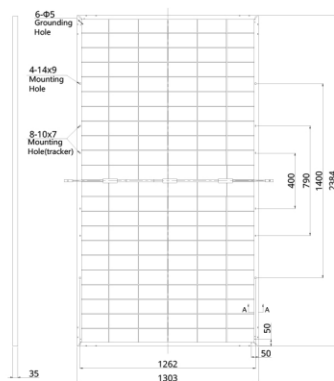 6-Φ5
Grounding
Hole
4-14x9
Mounting
Hole
8-10x7
Mounting
Hole(tracker)
400
790
1400
2384
A
A
50
50
35
1262
1303